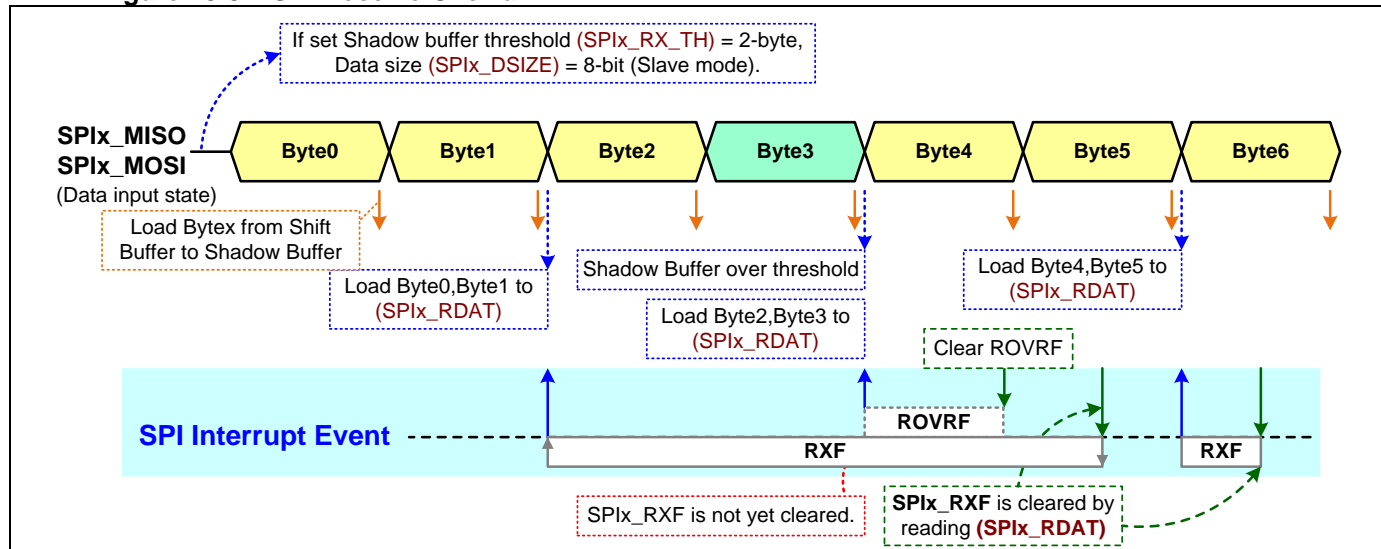 If set Shadow buffer threshold (SPIx_RX_TH) = 2-byte,
Data size (SPIx_DSIZE) = 8-bit (Slave mode).
SPIx_MISO
SPIx_MOSI
(Data input state)
Byte0
Byte1
Byte2
Byte3
Byte4
Byte5
Byte6
Load Bytex from Shift
Buffer to Shadow Buffer
Load Byte0,Byte1 to
(SPIx_RDAT)
Shadow Buffer over threshold
Load Byte2,Byte3 to
(SPIx_RDAT)
Load Byte4,Byte5 to
(SPIx_RDAT)
Clear ROVRF
SPI Interrupt Event
ROVRF
RXF
RXF
SPIx_RXF is not yet cleared.
SPIx_RXF is cleared by
reading (SPIx_RDAT)